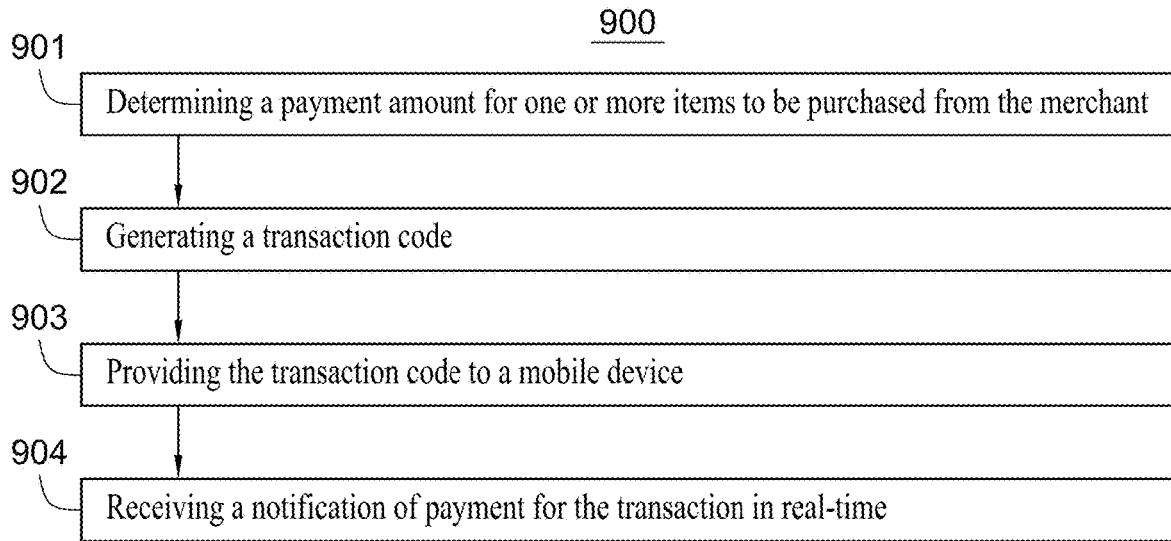 900
901
Determining a payment amount for one or more items to be purchased from the merchant
902
Generating a transaction code
903
Providing the transaction code to a mobile device
904
Receiving a notification of payment for the transaction in real-time